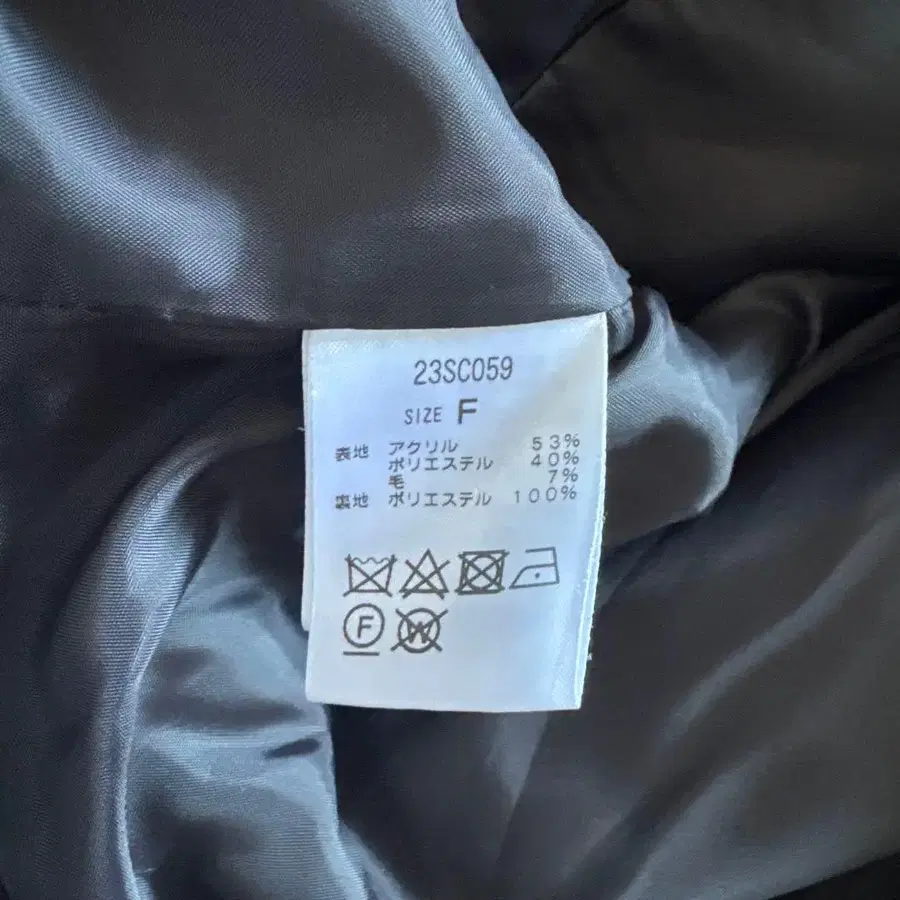 23SC059
SIZE F
表地 アクリル 53%
ポリエステル 40%
毛 7%
裏地 ポリエステル 100%
F W